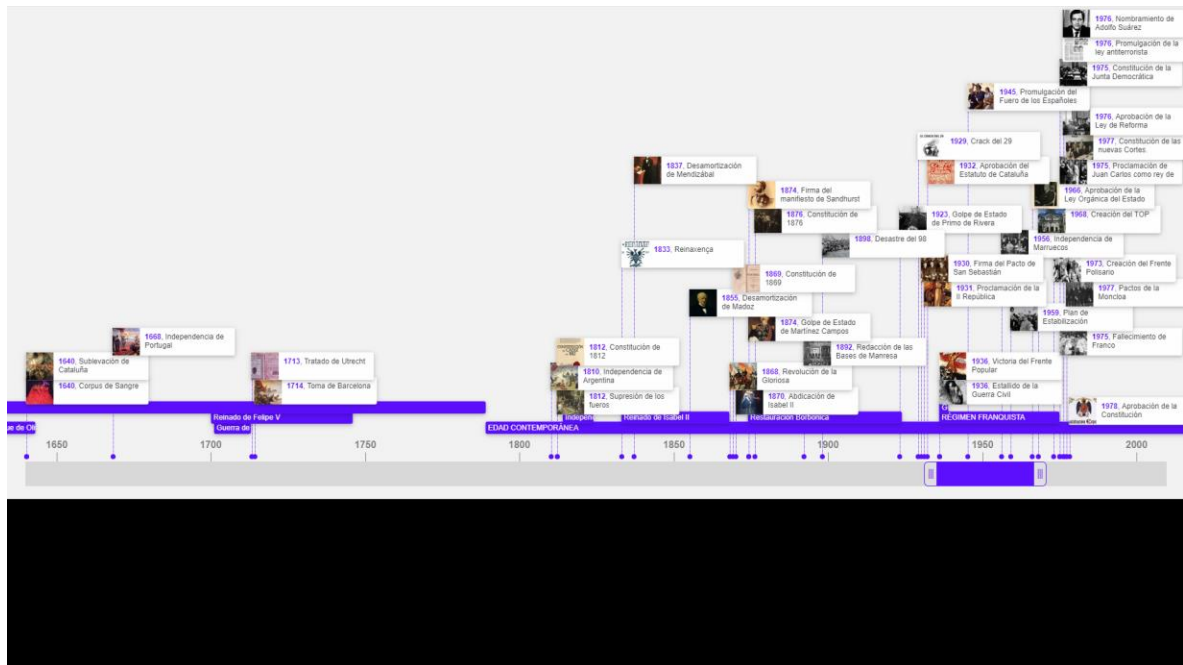 1976, Nombramiento de
Adolfo Suárez
1976, Promulgación de la
ley antiterrorista
1975, Constitución de la
Junta Democrática
1945, Promulgación del
Fuero de los Españoles
1976, Aprobación de la
Ley de Reforma
1929, Crack del 29
1977, Constitución de las
nuevas Cortes.
1837, Desamortización
de Mendizábal
1932, Aprobación del
Estatuto de Cataluña
1975, Proclamación de
Juan Carlos como rey de
1874, Firma del
manifiesto de Sandhurst
1966, Aprobación de la
Ley Orgánica del Estado
1876, Constitución de
1876
1923, Golpe de Estado
de Primo de Rivera
1968, Creación del TOP
1898, Desastre del 98
1956, Independencia de
Marruecos
1833, Reinaxença
1930, Firma del Pacto de
San Sebastián
1973, Creación del Frente
Polisario
1869, Constitución de
1869
1931, Proclamación de la
II República
1977, Pactos de la
Moncloa
1855, Desamortización
de Madoz
1959, Plan de
Estabilización
1874, Golpe de Estado
de Martínez Campos
1668, Independencia de
Portugal
1975, Fallecimiento de
Franco
1812, Constitución de
1812
1892, Redacción de las
Bases de Manresa
1640, Sublevación de
Cataluña
1713, Tratado de Utrecht
1936, Victoria del Frente
Popular
1810, Independencia de
Argentina
1868, Revolución de la
Gloriosa
1640, Corpus de Sangre
1714, Toma de Barcelona
1936, Estallido de la
Guerra Civil
1812, Supresión de los
fueros
1870, Abdicación de
Isabel II
1978, Aprobación de la
Constitución
G
Reinado de Felipe V
Reinado de Isabel II
Restauración Borbónica
RÉGIMEN FRANQUISTA
Guerra de
EDAD CONTEMPORÁNEA
1650
1700
1750
1800
1850
1900
1950
2000